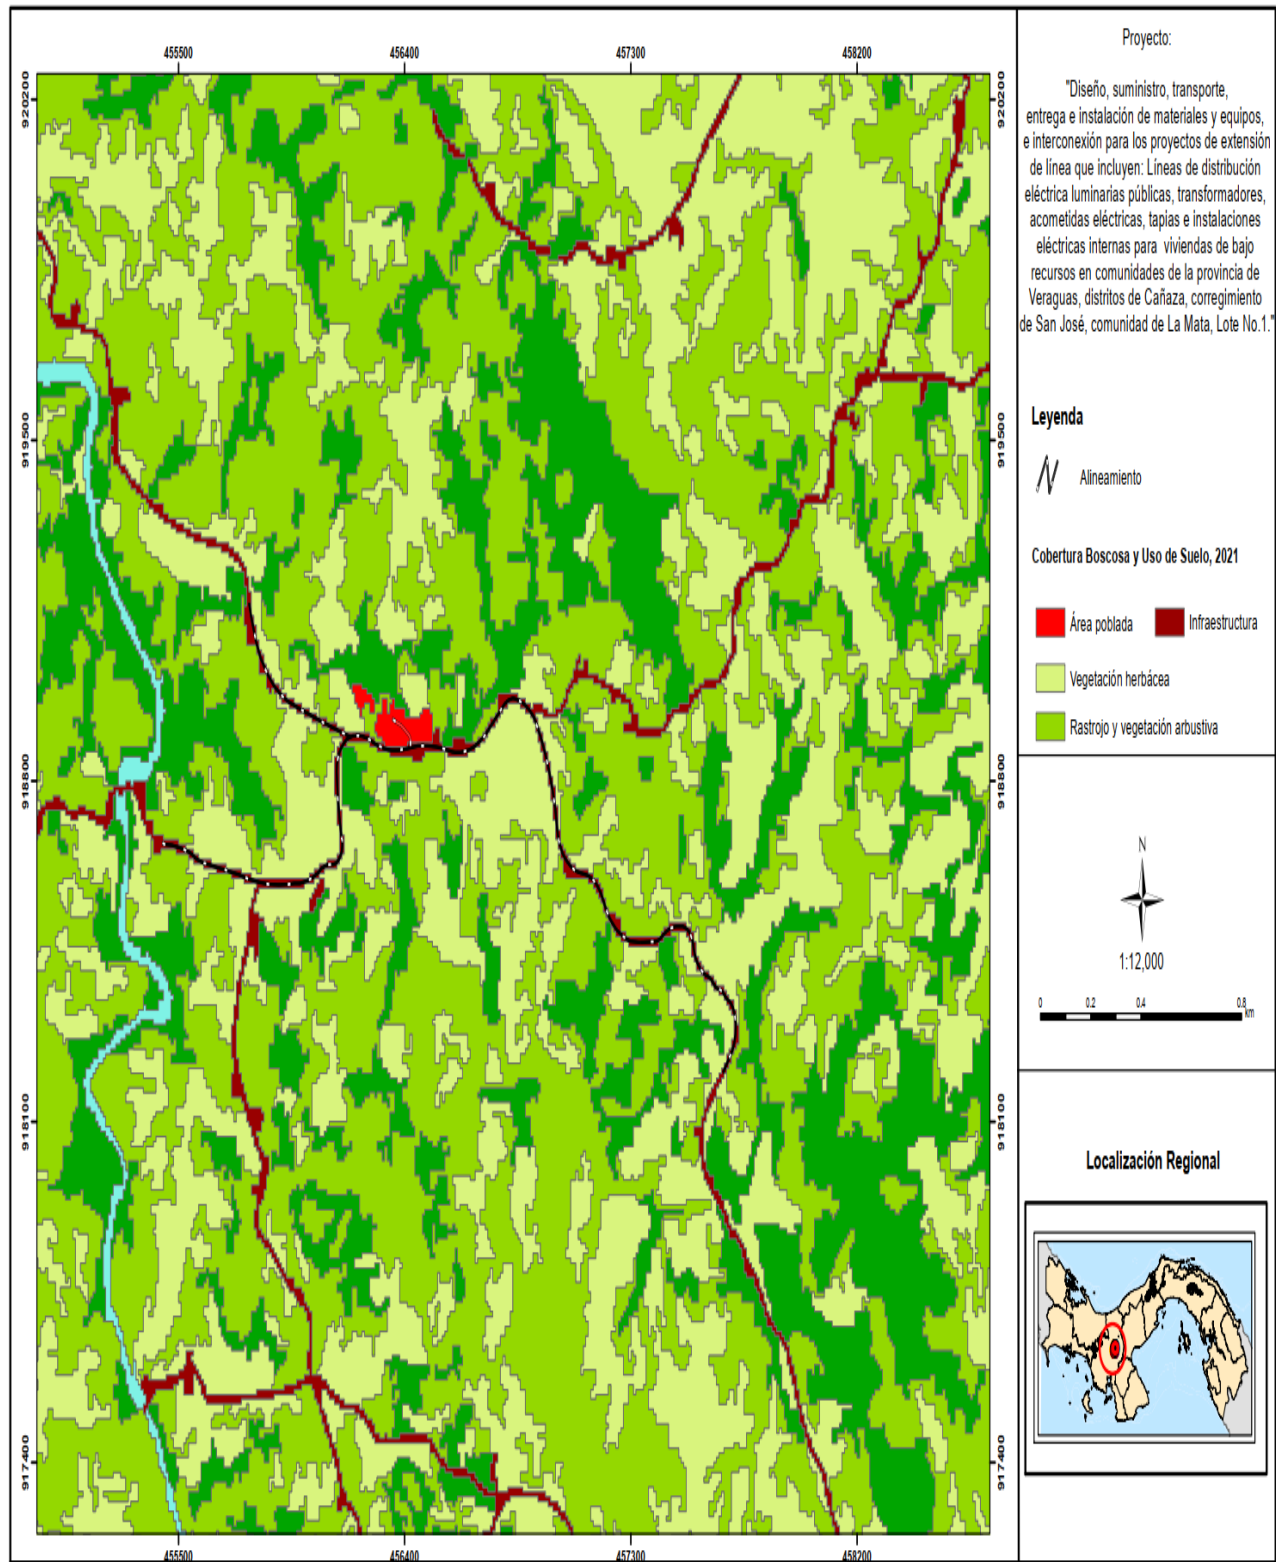 455500
456400
457300
458200
920200
920200
919500
919500
918800
918800
918100
918100
917400
917400
455500
456400
457300
458200
Proyecto:
"Diseño, suministro, transporte,
entrega e instalación de materiales y equipos,
e interconexión para los proyectos de extensión
de línea que incluyen: Líneas de distribución
eléctrica luminarias públicas, transformadores,
acometidas eléctricas, tapias e instalaciones
eléctricas internas para viviendas de bajo
recursos en comunidades de la provincia de
Veraguas, distritos de Cañaza, corregimiento
de San José, comunidad de La Mata, Lote No.1."
Leyenda
Alineamiento
Cobertura Boscosa y Uso de Suelo, 2021
Área poblada
Infraestructura
Vegetación herbácea
Rastrojo y vegetación arbustiva
N
1:12,000
0 0.2 0.4 0.8
km
Localización Regional